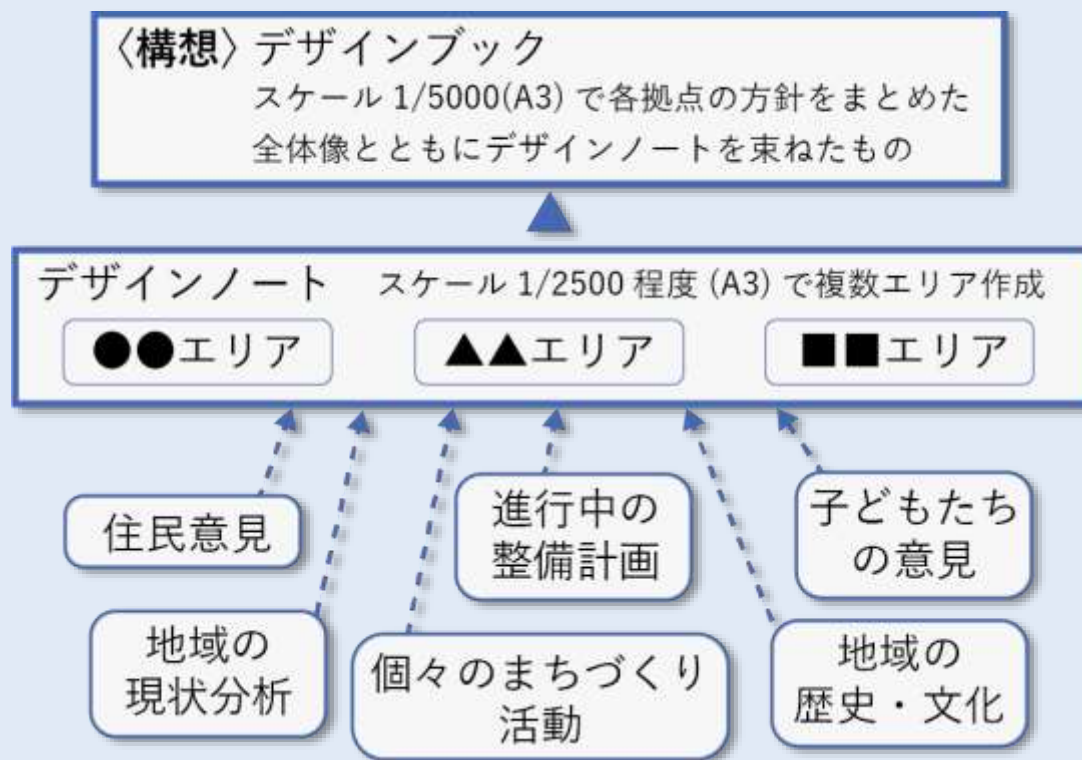 〈構想〉デザインブック
スケール 1/5000(A3) で各拠点の方針をまとめた
全体像とともにデザインノートを束ねたもの
デザインノート スケール 1/2500 程度 (A3) で複数エリア作成
●●エリア
▲▲エリア
■■エリア
住民意見
進行中の
整備計画
子どもたち
の意見
地域の
現状分析
個々のまちづくり
活動
地域の
歴史・文化